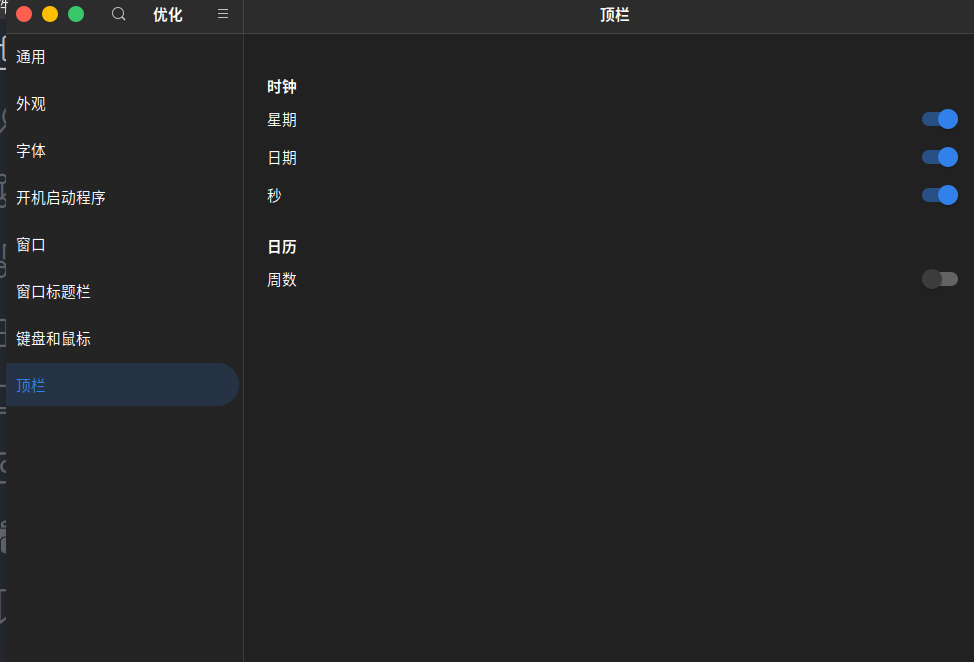 优化
顶栏
通用
外观
字体
开机启动程序
窗口
窗口标题栏
键盘和鼠标
顶栏
时钟
星期
日期
秒
日历
周数